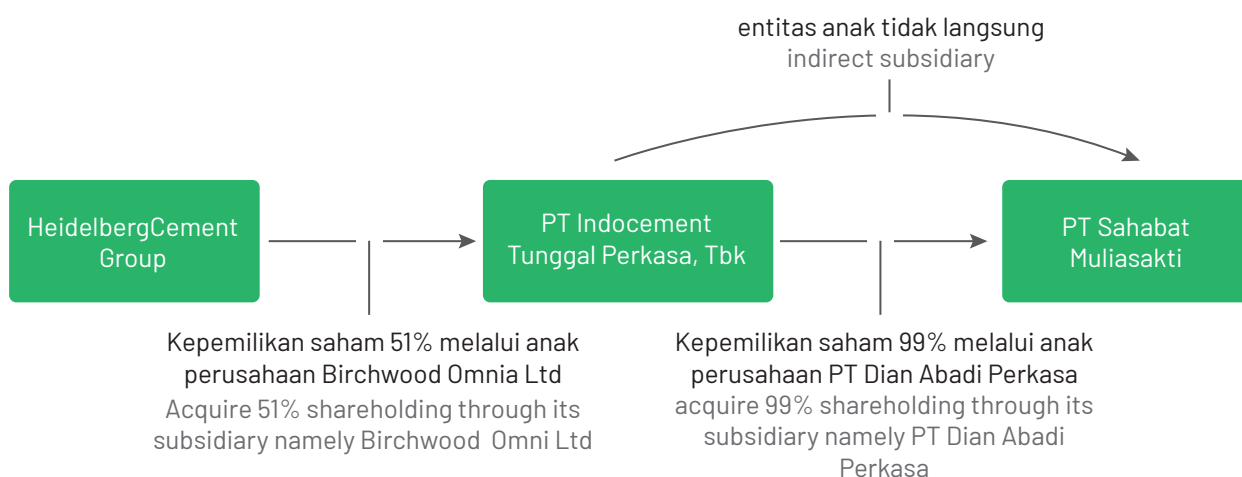 entitas anak tidak langsung
indirect subsidiary
HeidelbergCement
Group
PT Indocement
Tunggal Perkasa, Tbk
PT Sahabat
Muliasakti
Kepemilikan saham 51% melalui anak
perusahaan Birchwood Omnia Ltd
Acquire 51% shareholding through its
subsidiary namely Birchwood Omni Ltd
Kepemilikan saham 99% melalui anak
perusahaan PT Dian Abadi Perkasa
acquire 99% shareholding through its
subsidiary namely PT Dian Abadi
Perkasa